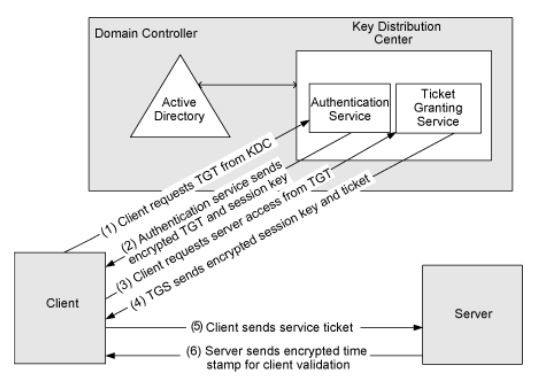 Domain Controller
Key Distribution
Center
Active
Directory
Authentication
Service
Ticket
Granting
Service
(1) Client requests TGT from KDC
(2) Authentication service sends
encrypted TGT and session key
(3) Client requests server access from TGT
(4) TGS sends encrypted session key and ticket
Client
Server
(5) Client sends service ticket
(6) Server sends encrypted time
stamp for client validation